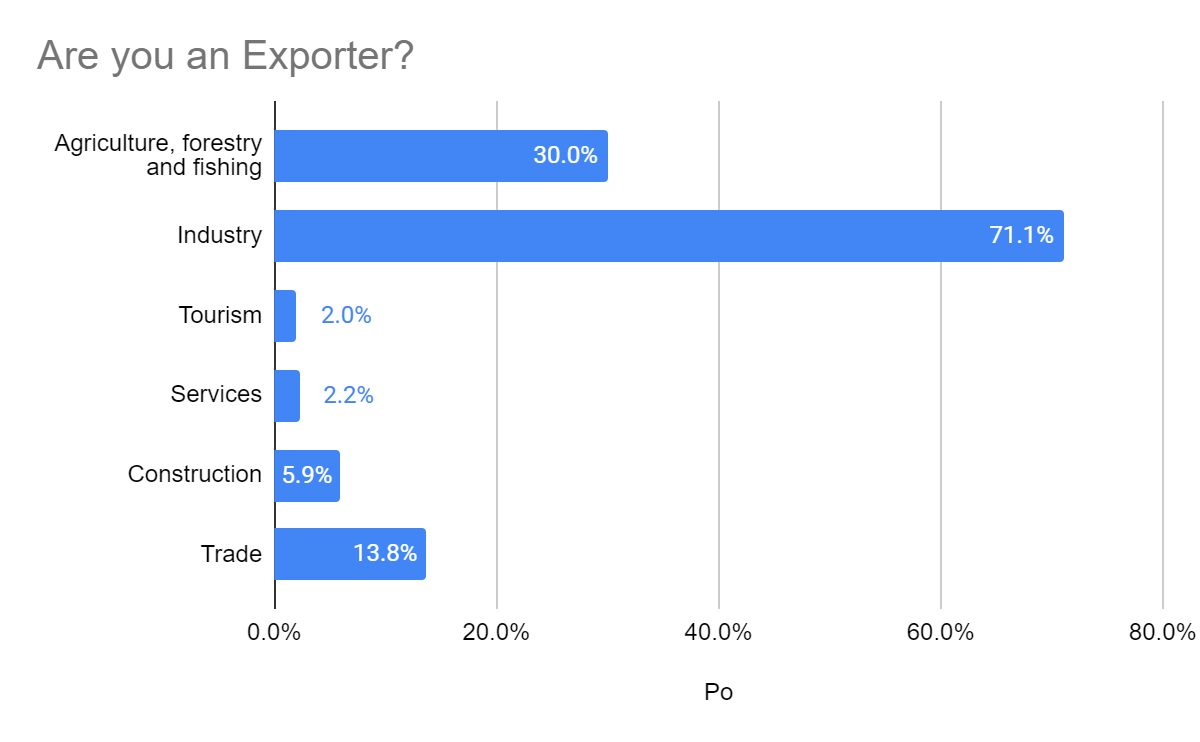 Are you an Exporter?
Agriculture, forestry
and fishing
30.0%
Industry
71.1%
Tourism
2.0%
Services
2.2%
Construction
5.9%
Trade
13.8%
0.0%
20.0%
40.0%
60.0%
80.0%
Po